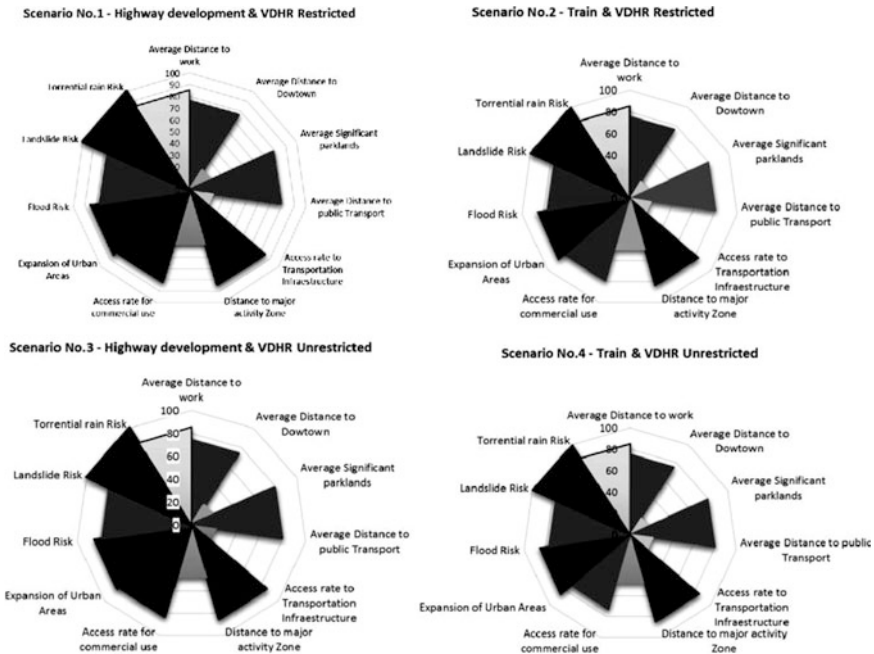 Scenario No.1 - Highway development & VDHR Restricted
Average Distance to
work
100
90
80
70
60
50
40
30
Average Distance to
Dowtown
Average Significant
parklands
Average Distance to
public Transport
Access rate to
Transportation
Infraestructure
Distance to major
activity Zone
Access rate for
commercial use
Expansion of Urban
Areas
Flood Risk
Landslide Risk
Torrential rain Risk
Scenario No.2 - Train & VDHR Restricted
Average Distance to
work
100
80
60
40
0
Average Distance to
Dowtown
Average Significant
parklands
Average Distance to
public Transport
Access rate to
Transportation
Infraestructure
Distance to major
activity Zone
Access rate for
commercial use
Expansion of Urban
Areas
Flood Risk
Landslide Risk
Torrential rain Risk
Scenario No.3 - Highway development & VDHR Unrestricted
Average Distance to
work
100
80
60
40
20
0
Average Distance to
Dowtown
Average Significant
parklands
Average Distance to
public Transport
Access rate to
Transportation
Infraestructure
Distance to major
activity Zone
Access rate for
commercial use
Expansion of Urban
Areas
Flood Risk
Landslide Risk
Torrential rain Risk
Scenario No.4 - Train & VDHR Unrestricted
Average Distance to work
100
80
60
40
0
Average Distance to
Dowtown
Average Significant
parklands
Average Distance to public
Transport
Access rate to
Transportation
Infraestructure
Distance to major activity
Zone
Access rate for
commercial use
Expansion of Urban Areas
Flood Risk
Landslide Risk
Torrential rain Risk